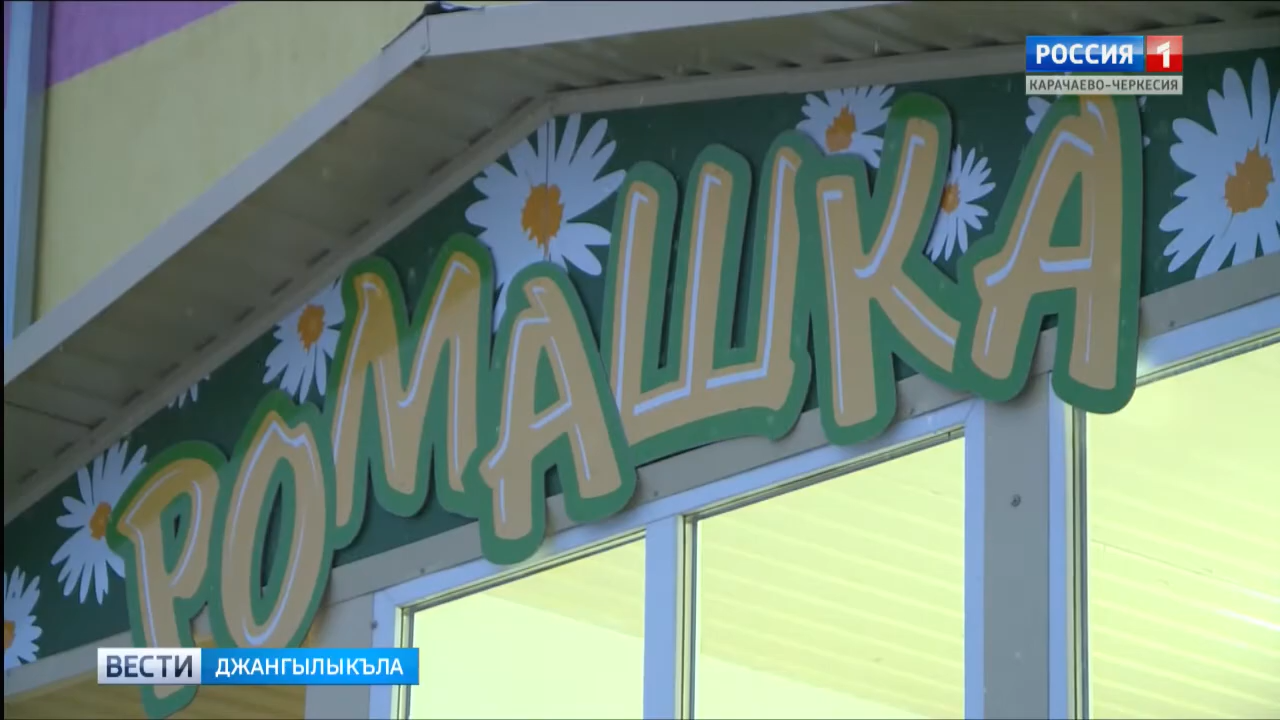 РОССИЯ 1
КАРАЧАЕВО-ЧЕРКЕСИЯ
РОМАШКА
ВЕСТИ ДЖАНГЫЛЫКЪЛА